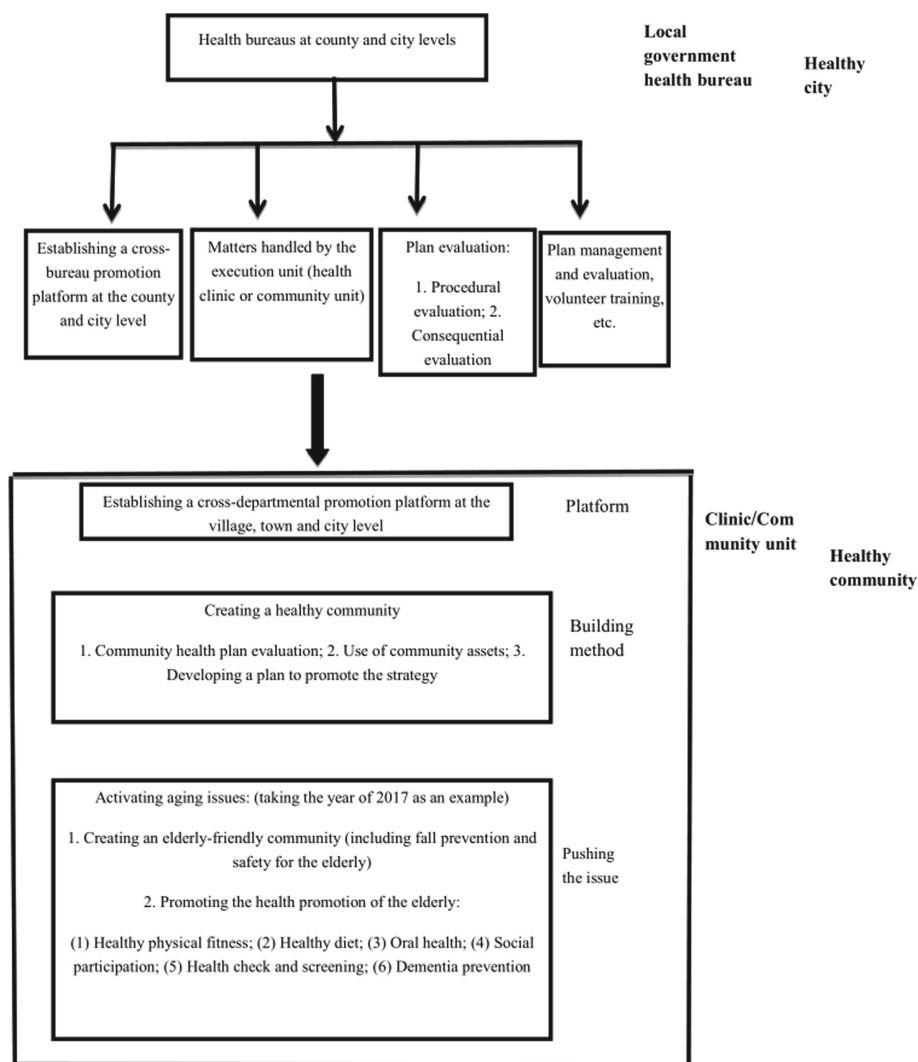 Health bureaus at county and city levels
Local
government
health bureau
Healthy
city
Establishing a cross-
bureau promotion
platform at the county
and city level
Matters handled by the
execution unit (health
clinic or community unit)
Plan evaluation:
1. Procedural
evaluation; 2.
Consequential
evaluation
Plan management
and evaluation,
volunteer training,
etc.
Establishing a cross-departmental promotion platform at the
village, town and city level
Platform
Clinic/Com
munity unit
Healthy
community
Creating a healthy community
1. Community health plan evaluation; 2. Use of community assets; 3.
Developing a plan to promote the strategy
Building
method
Activating aging issues: (taking the year of 2017 as an example)
1. Creating an elderly-friendly community (including fall prevention and
safety for the elderly)
2. Promoting the health promotion of the elderly:
(1) Healthy physical fitness; (2) Healthy diet; (3) Oral health; (4) Social
participation; (5) Health check and screening; (6) Dementia prevention
Pushing
the issue